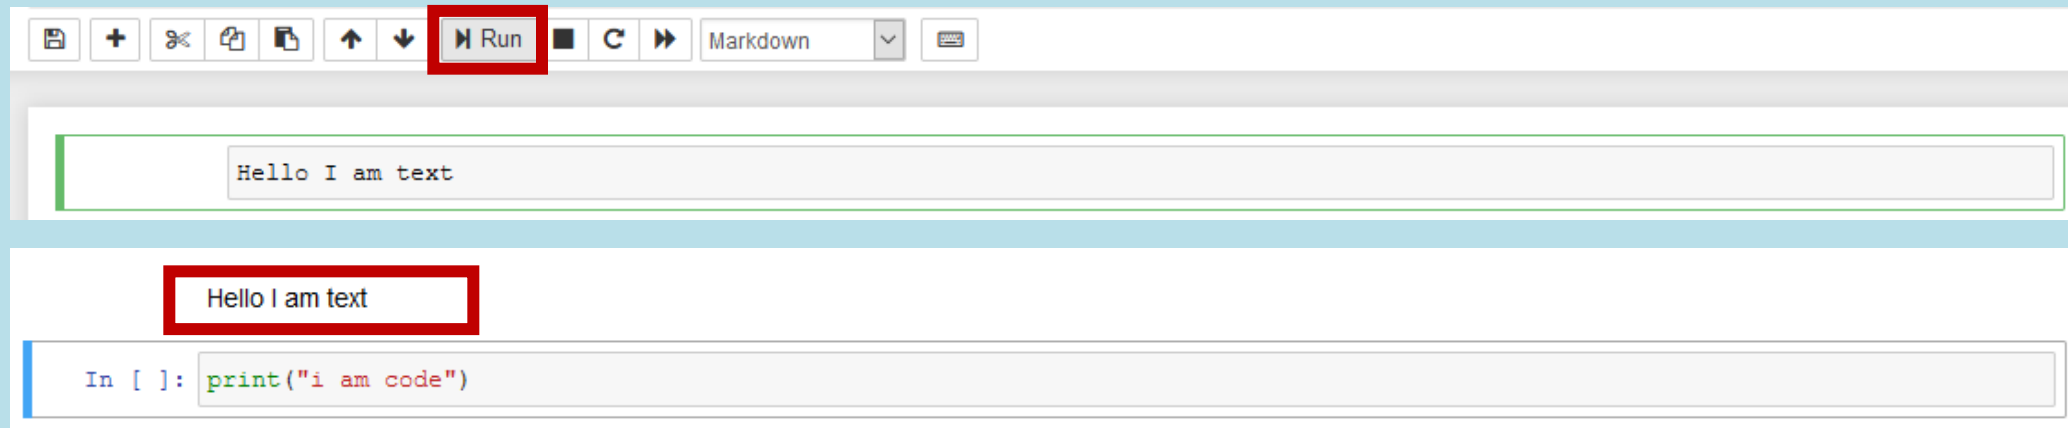 Run Markdown
Hello I am text
Hello I am text
In [ ]: print("i am code")